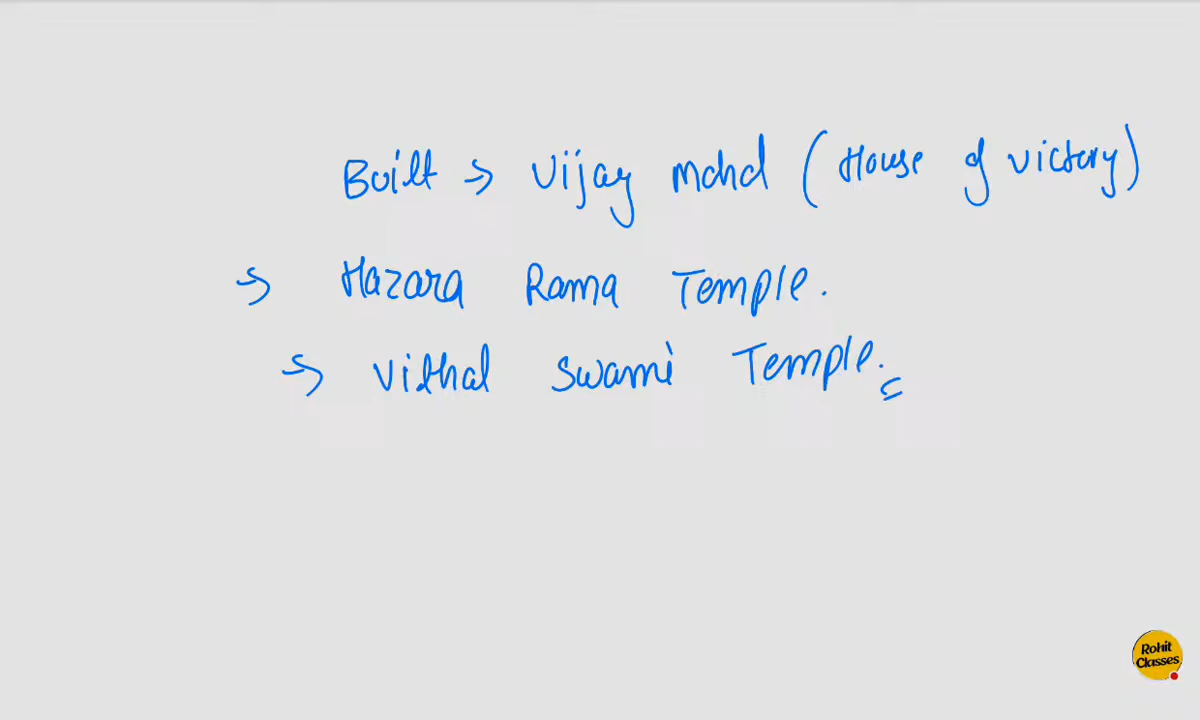 Built → Vijay mahal (House of victory)
→ Hazara Rama Temple.
→ Vithal Swami Temple.
Rohit
Classes